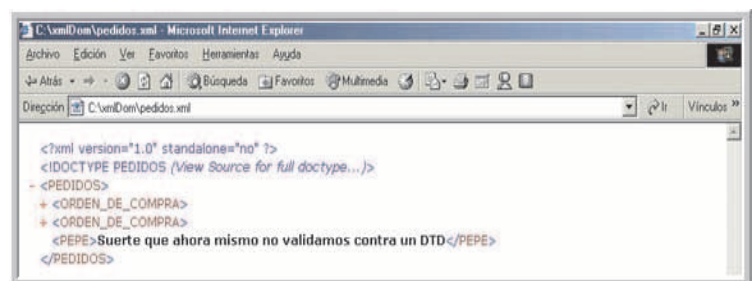 C:\xmlDom\pedidos.xml - Microsoft Internet Explorer
Archivo Edición Ver Favoritos Herramientas Ayuda
Atrás Búsqueda Favoritos Multimedia
Dirección C:\xmlDom\pedidos.xml Ir Vínculos »
<?xml version="1.0" standalone="no" ?>
<!DOCTYPE PEDIDOS (View Source for full doctype...)>
- <PEDIDOS>
+ <ORDEN_DE_COMPRA>
+ <ORDEN_DE_COMPRA>
<PEPE>Suerte que ahora mismo no validamos contra un DTD</PEPE>
</PEDIDOS>